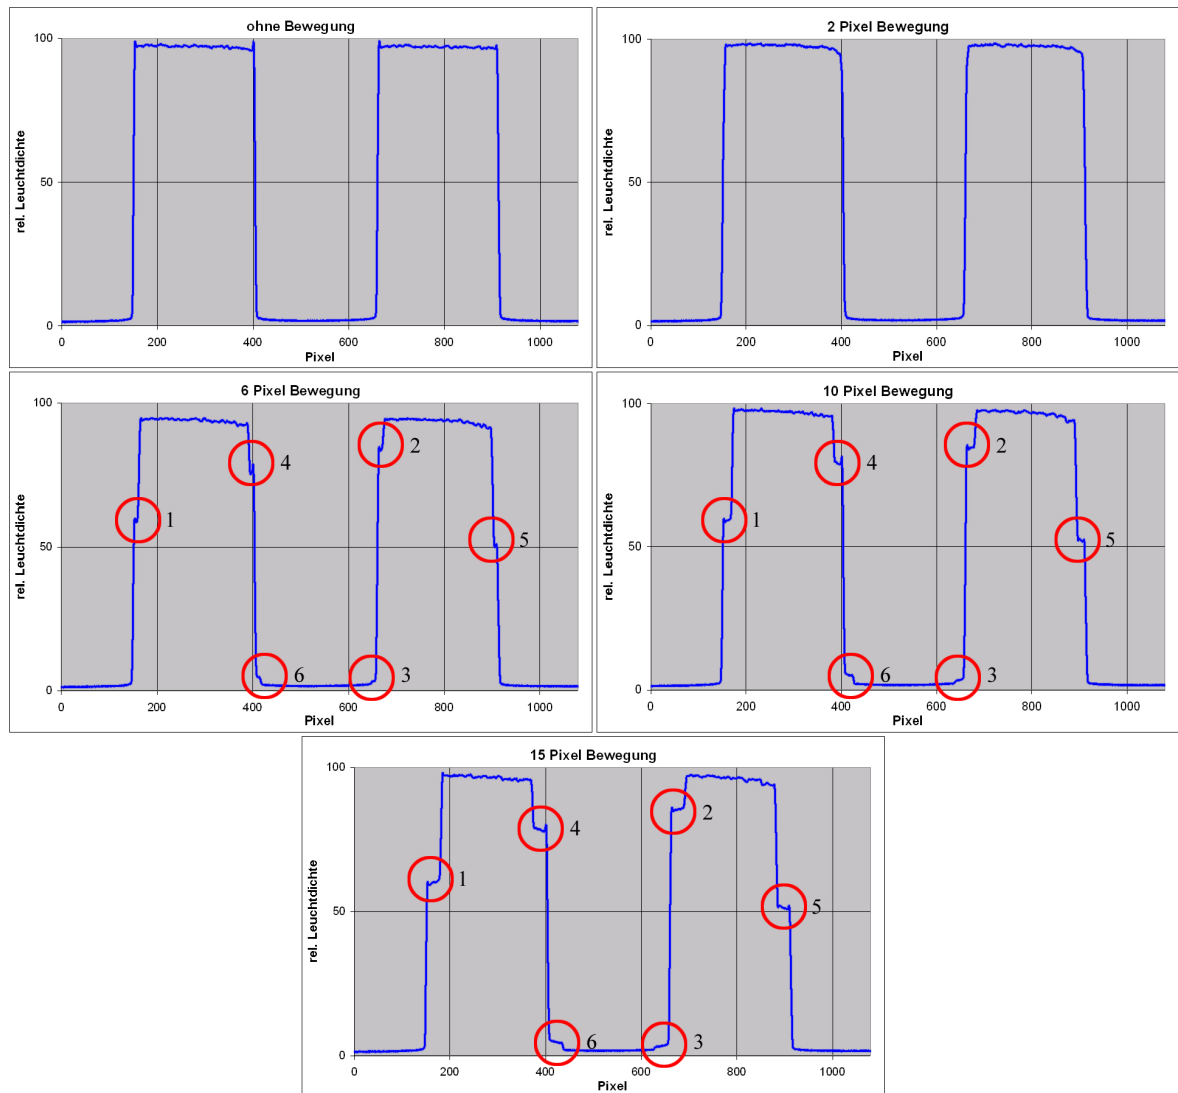 ohne Bewegung
100
50
0
rel. Leuchtdichte
0 200 400 600 800 1000
Pixel
2 Pixel Bewegung
100
50
0
rel. Leuchtdichte
0 200 400 600 800 1000
Pixel
6 Pixel Bewegung
100
50
0
rel. Leuchtdichte
4
2
1
5
6
3
0 200 400 600 800 1000
Pixel
10 Pixel Bewegung
100
50
0
rel. Leuchtdichte
4
2
1
5
6
3
0 200 400 600 800 1000
Pixel
15 Pixel Bewegung
100
50
0
rel. Leuchtdichte
2
4
1
5
6
3
0 200 400 600 800 1000
Pixel